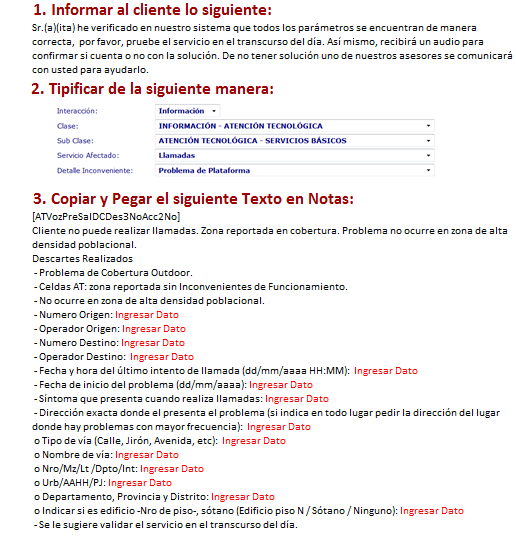 1. Informar al cliente lo siguiente:
Sr.(a)(ita) he verificado en nuestro sistema que todos los parámetros se encuentran de manera
correcta, por favor, pruebe el servicio en el transcurso del día. Así mismo, recibirá un audio para
confirmar si cuenta o no con la solución. De no tener solución uno de nuestros asesores se comunicará
con usted para ayudarlo.
2. Tipificar de la siguiente manera:
Interacción: Información
Clase: INFORMACIÓN - ATENCIÓN TECNOLÓGICA
Sub Clase: ATENCIÓN TECNOLÓGICA - SERVICIOS BÁSICOS
Servicio Afectado: Llamadas
Detalle Inconveniente: Problema de Plataforma
3. Copiar y Pegar el siguiente Texto en Notas:
[ATVozPreSalDCDes3NoAcc2No]
Cliente no puede realizar llamadas. Zona reportada en cobertura. Problema no ocurre en zona de alta
densidad poblacional.
Descartes Realizados
- Problema de Cobertura Outdoor.
- Celdas AT: zona reportada sin Inconvenientes de Funcionamiento.
- No ocurre en zona de alta densidad poblacional.
- Numero Origen: Ingresar Dato
- Operador Origen: Ingresar Dato
- Numero Destino: Ingresar Dato
- Operador Destino: Ingresar Dato
- Fecha y hora del último intento de llamada (dd/mm/aaaa HH:MM): Ingresar Dato
- Fecha de inicio del problema (dd/mm/aaaa): Ingresar Dato
- Síntoma que presenta cuando realiza llamadas: Ingresar Dato
- Dirección exacta donde el presenta el problema (si indica en todo lugar pedir la dirección del lugar
donde hay problemas con mayor frecuencia): Ingresar Dato
o Tipo de vía (Calle, Jirón, Avenida, etc): Ingresar Dato
o Nombre de vía: Ingresar Dato
o Nro/Mz/Lt /Dpto/Int: Ingresar Dato
o Urb/AAHH/PJ: Ingresar Dato
o Departamento, Provincia y Distrito: Ingresar Dato
o Indicar si es edificio -Nro de piso-, sótano (Edificio piso N / Sótano / Ninguno): Ingresar Dato
- Se le sugiere validar el servicio en el transcurso del día.